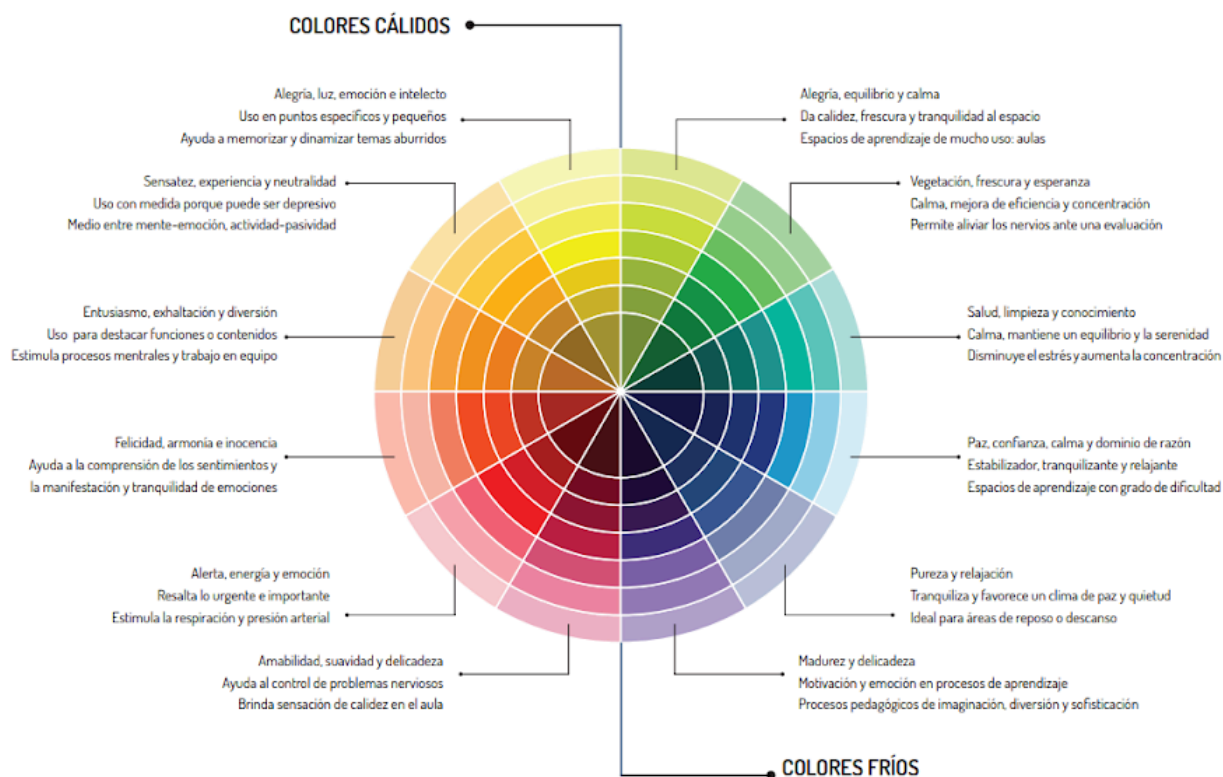 COLORES CÁLIDOS
Alegría, luz, emoción e intelecto
Uso en puntos específicos y pequeños
Ayuda a memorizar y dinamizar temas aburridos
Sensatez, experiencia y neutralidad
Uso con medida porque puede ser depresivo
Medio entre mente-emoción, actividad-pasividad
Entusiasmo, exhaltación y diversión
Uso para destacar funciones o contenidos
Estimula procesos mentales y trabajo en equipo
Felicidad, armonía e inocencia
Ayuda a la comprensión de los sentimientos y
la manifestación y tranquilidad de emociones
Alerta, energía y emoción
Resalta lo urgente e importante
Estimula la respiración y presión arterial
Amabilidad, suavidad y delicadeza
Ayuda al control de problemas nerviosos
Brinda sensación de calidez en el aula
Alegría, equilibrio y calma
Da calidez, frescura y tranquilidad al espacio
Espacios de aprendizaje de mucho uso: aulas
Vegetación, frescura y esperanza
Calma, mejora de eficiencia y concentración
Permite aliviar los nervios ante una evaluación
Salud, limpieza y conocimiento
Calma, mantiene un equilibrio y la serenidad
Disminuye el estrés y aumenta la concentración
Paz, confianza, calma y dominio de razón
Estabilizador, tranquilizante y relajante
Espacios de aprendizaje con grado de dificultad
Pureza y relajación
Tranquiliza y favorece un clima de paz y quietud
Ideal para áreas de reposo o descanso
Madurez y delicadeza
Motivación y emoción en procesos de aprendizaje
Procesos pedagógicos de imaginación, diversión y sofisticación
COLORES FRÍOS